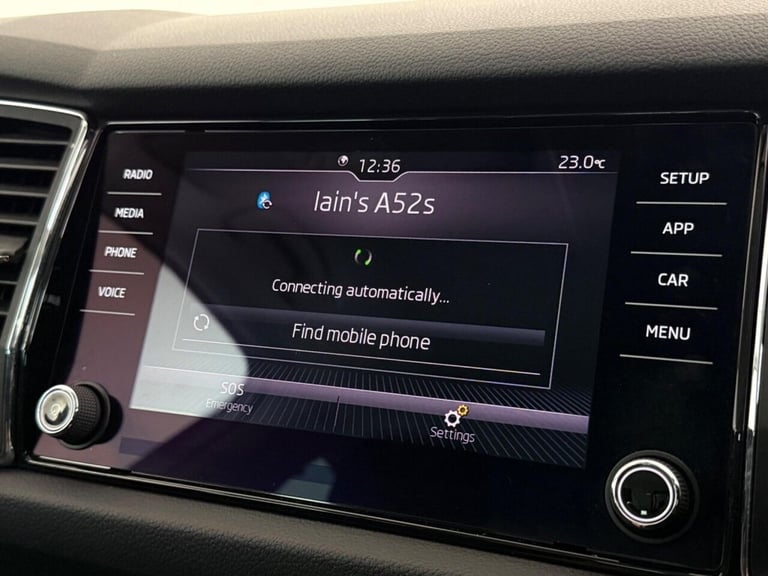 RADIO
MEDIA
PHONE
VOICE
12:36
23.0°C
Iain's A52s
Connecting automatically...
Find mobile phone
SOS
Emergency
Settings
SETUP
APP
CAR
MENU